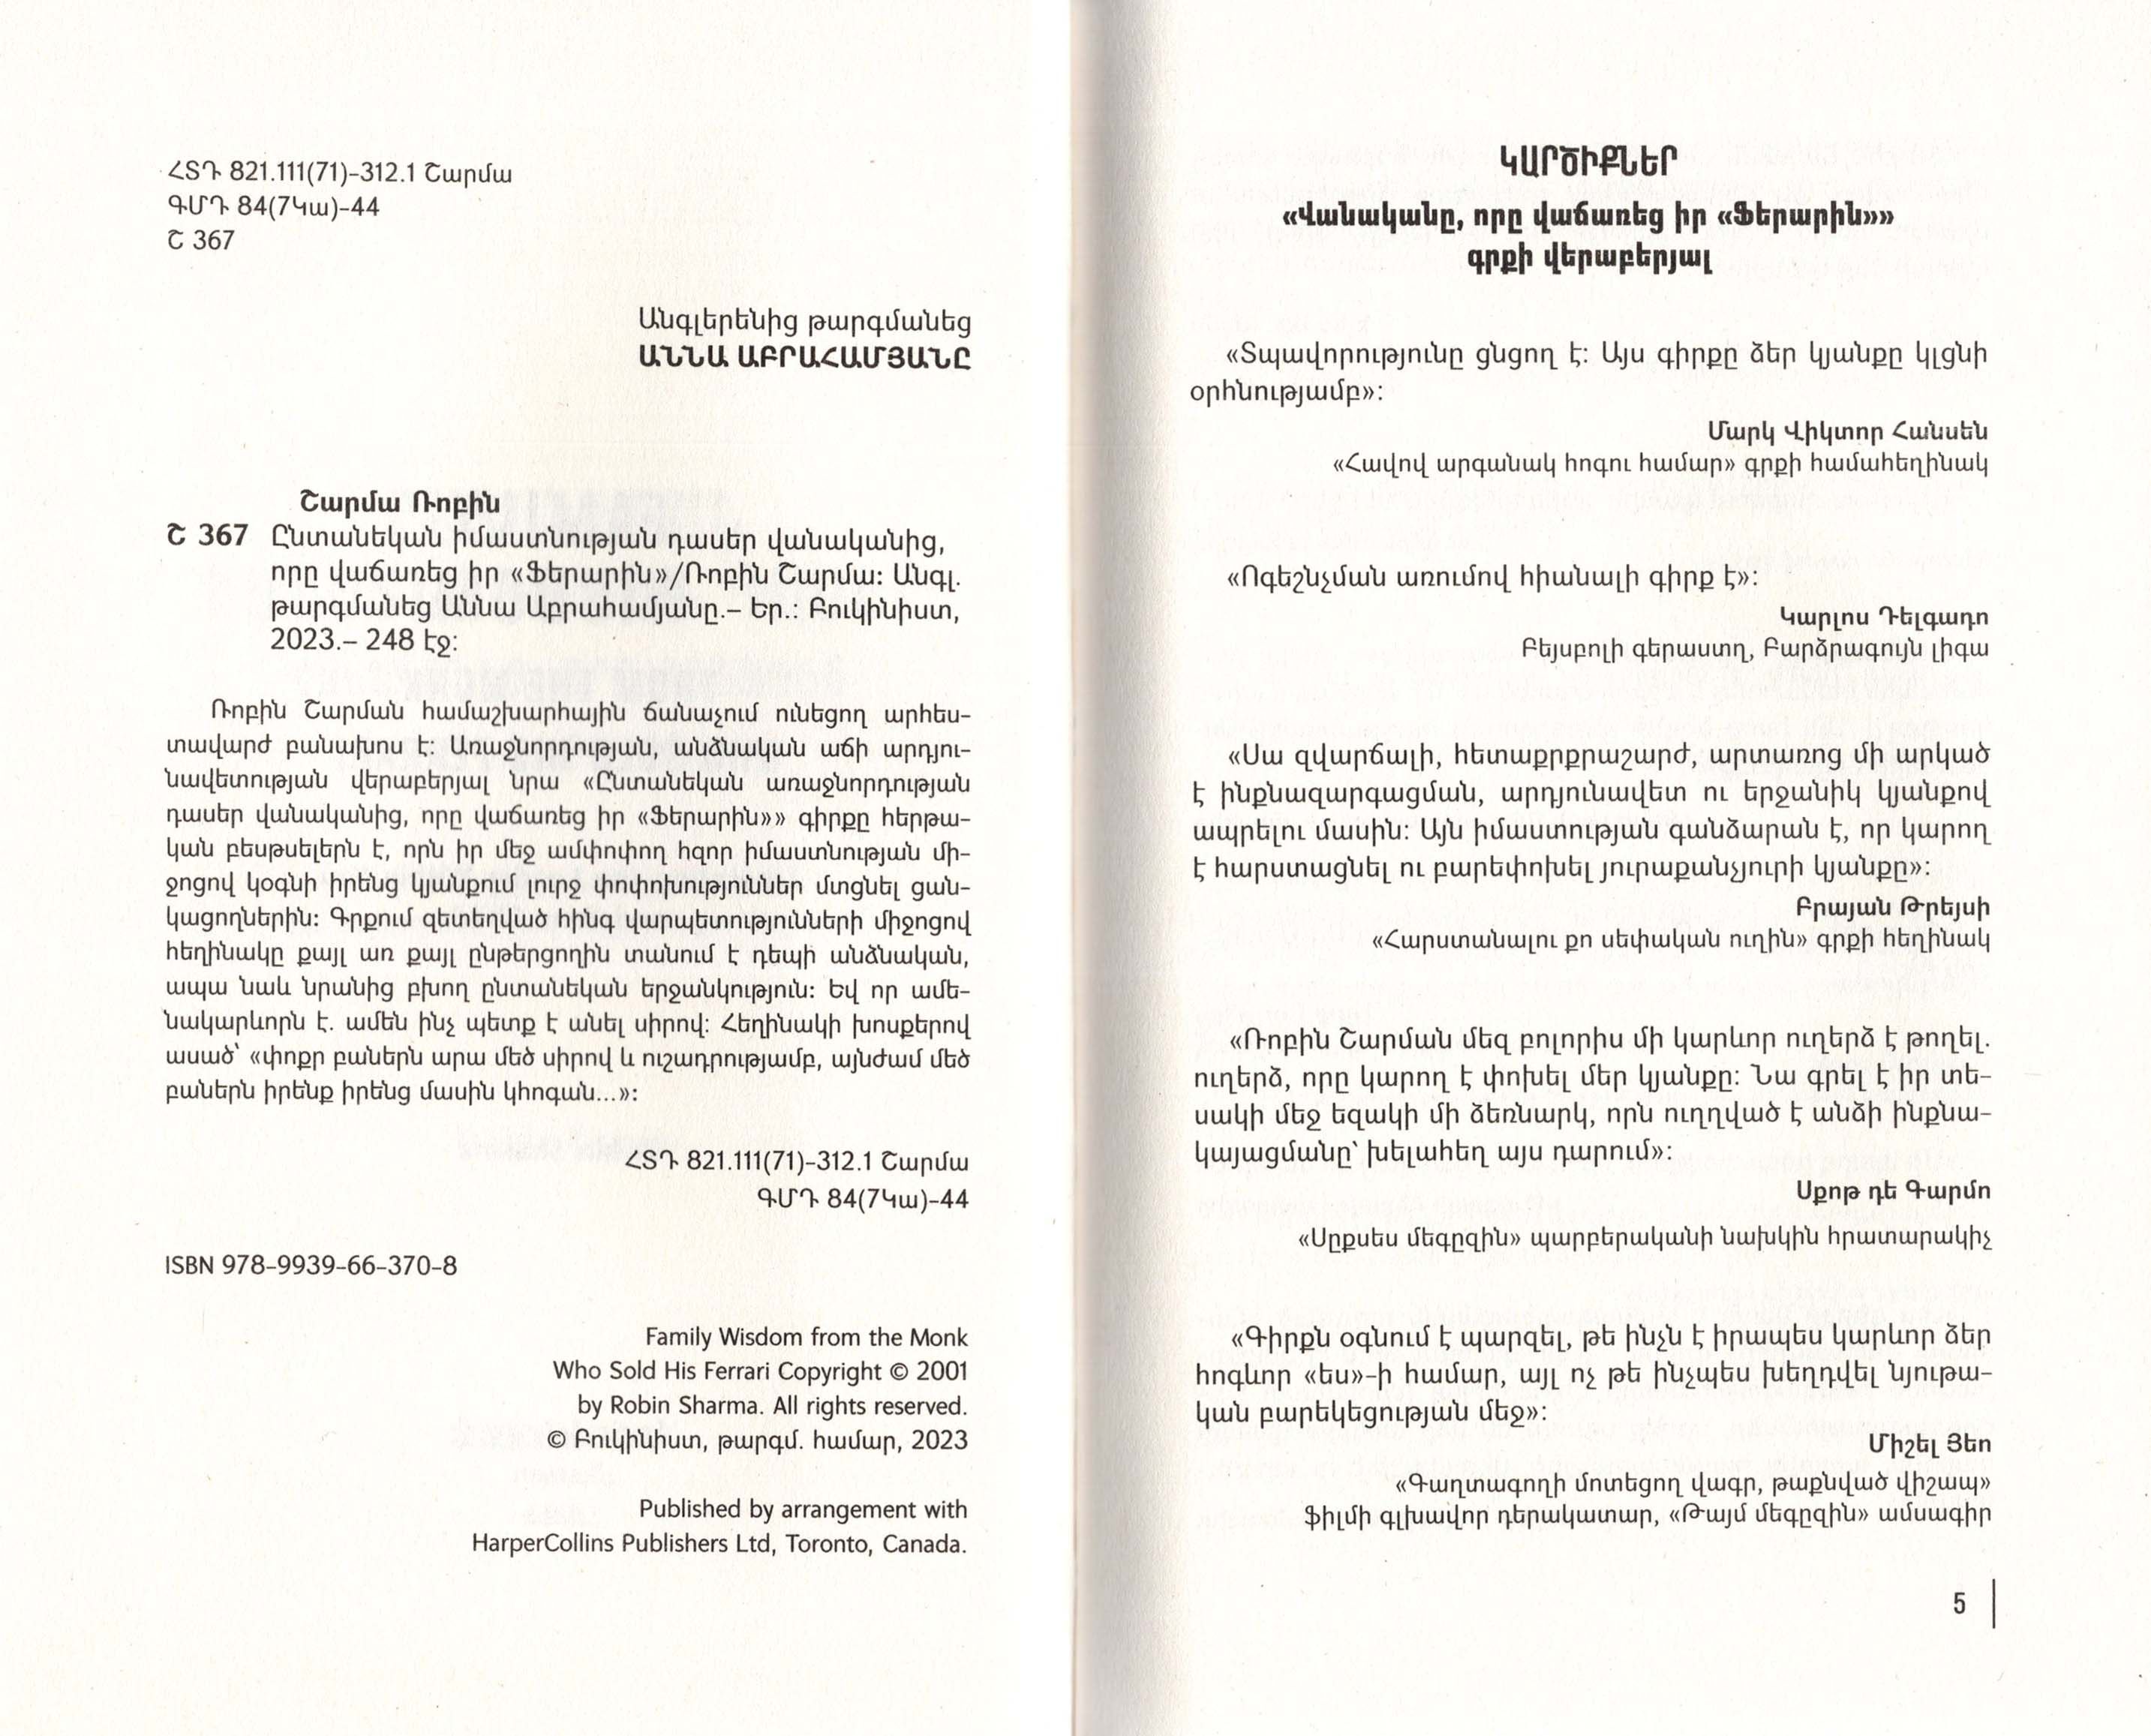 ՀՏԴ 821.111(71)-312.1 Շարմա
ԳՄԴ 84(7Կա)-44
Շ 367
Անգլերենից թարգմանեց
ԱՆՆԱ ԱԲՐԱՀԱՄՅԱՆԸ
Շարմա Ռոբին
Շ 367 Ընտանեկան իմաստնության դասեր վանականից,
որը վաճառեց իր «Ֆերարին»/Ռոբին Շարմա: Անգլ.
թարգմանեց Աննա Աբրահամյանը.– Եր.: Բուկինիստ,
2023.– 248 էջ:
Ռոբին Շարման համաշխարհային ճանաչում ունեցող արհես-
տավարժ բանախոս է: Առաջնորդության, անձնական աճի արդյու-
նավետության վերաբերյալ նրա «Ընտանեկան առաջնորդության
դասեր վանականից, որը վաճառեց իր «Ֆերարին»» գիրքը հերթա-
կան բեսթսելերն է, որն իր մեջ ամփոփող հզոր իմաստնության մի-
ջոցով կօգնի իրենց կյանքում լուրջ փոփոխություններ մտցնել ցան-
կացողներին: Գրքում զետեղված հինգ վարպետությունների միջոցով
հեղինակը քայլ առ քայլ ընթերցողին տանում է դեպի անձնական,
ապա նաև նրանից բխող ընտանեկան երջանկություն: Եվ որ ամե-
նակարևորն է. ամեն ինչ պետք է անել սիրով: Հեղինակի խոսքերով
ասած՝ «փոքր բաներն արա մեծ սիրով և ուշադրությամբ, այնժամ մեծ
բաներն իրենք իրենց մասին կհոգան...»:
ՀՏԴ 821.111(71)-312.1 Շարմա
ԳՄԴ 84(7Կա)-44
ISBN 978-9939-66-370-8
Family Wisdom from the Monk
Who Sold His Ferrari Copyright © 2001
by Robin Sharma. All rights reserved.
© Բուկինիստ, թարգմ. համար, 2023
Published by arrangement with
HarperCollins Publishers Ltd, Toronto, Canada.
ԿԱՐԾԻՔՆԵՐ
«Վանականը, որը վաճառեց իր «Ֆերարին»»
գրքի վերաբերյալ
«Տպավորությունը ցնցող է: Այս գիրքը ձեր կյանքը կլցնի
օրհնությամբ»:
Մարկ Վիկտոր Հանսեն
«Հավով արգանակ հոգու համար» գրքի համահեղինակ
«Ոգեշնչման առումով հիանալի գիրք է»:
Կարլոս Դելգադո
Բեյսբոլի գերաստղ, Բարձրագույն լիգա
«Սա զվարճալի, հետաքրքրաշարժ, արտառոց մի արկած
է ինքնազարգացման, արդյունավետ ու երջանիկ կյանքով
ապրելու մասին: Այն իմաստության գանձարան է, որ կարող
է հարստացնել ու բարեփոխել յուրաքանչյուրի կյանքը»:
Բրայան Թրեյսի
«Հարստանալու քո սեփական ուղին» գրքի հեղինակ
«Ռոբին Շարման մեզ բոլորիս մի կարևոր ուղերձ է թողել.
ուղերձ, որը կարող է փոխել մեր կյանքը: Նա գրել է իր տե-
սակի մեջ եզակի մի ձեռնարկ, որն ուղղված է անձի ինքնա-
կայացմանը՝ խելահեղ այս դարում»:
Սքոթ դե Գարմո
«Սըքսես մեգըզին» պարբերականի նախկին հրատարակիչ
«Գիրքն օգնում է պարզել, թե ինչն է իրապես կարևոր ձեր
հոգևոր «ես»-ի համար, այլ ոչ թե ինչպես խեղդվել նյութա-
կան բարեկեցության մեջ»:
Միշել Յեո
«Գաղտագողի մոտեցող վագր, թաքնված վիշապ»
ֆիլմի գլխավոր դերակատար, «Թայմ մեգըզին» ամսագիր
5